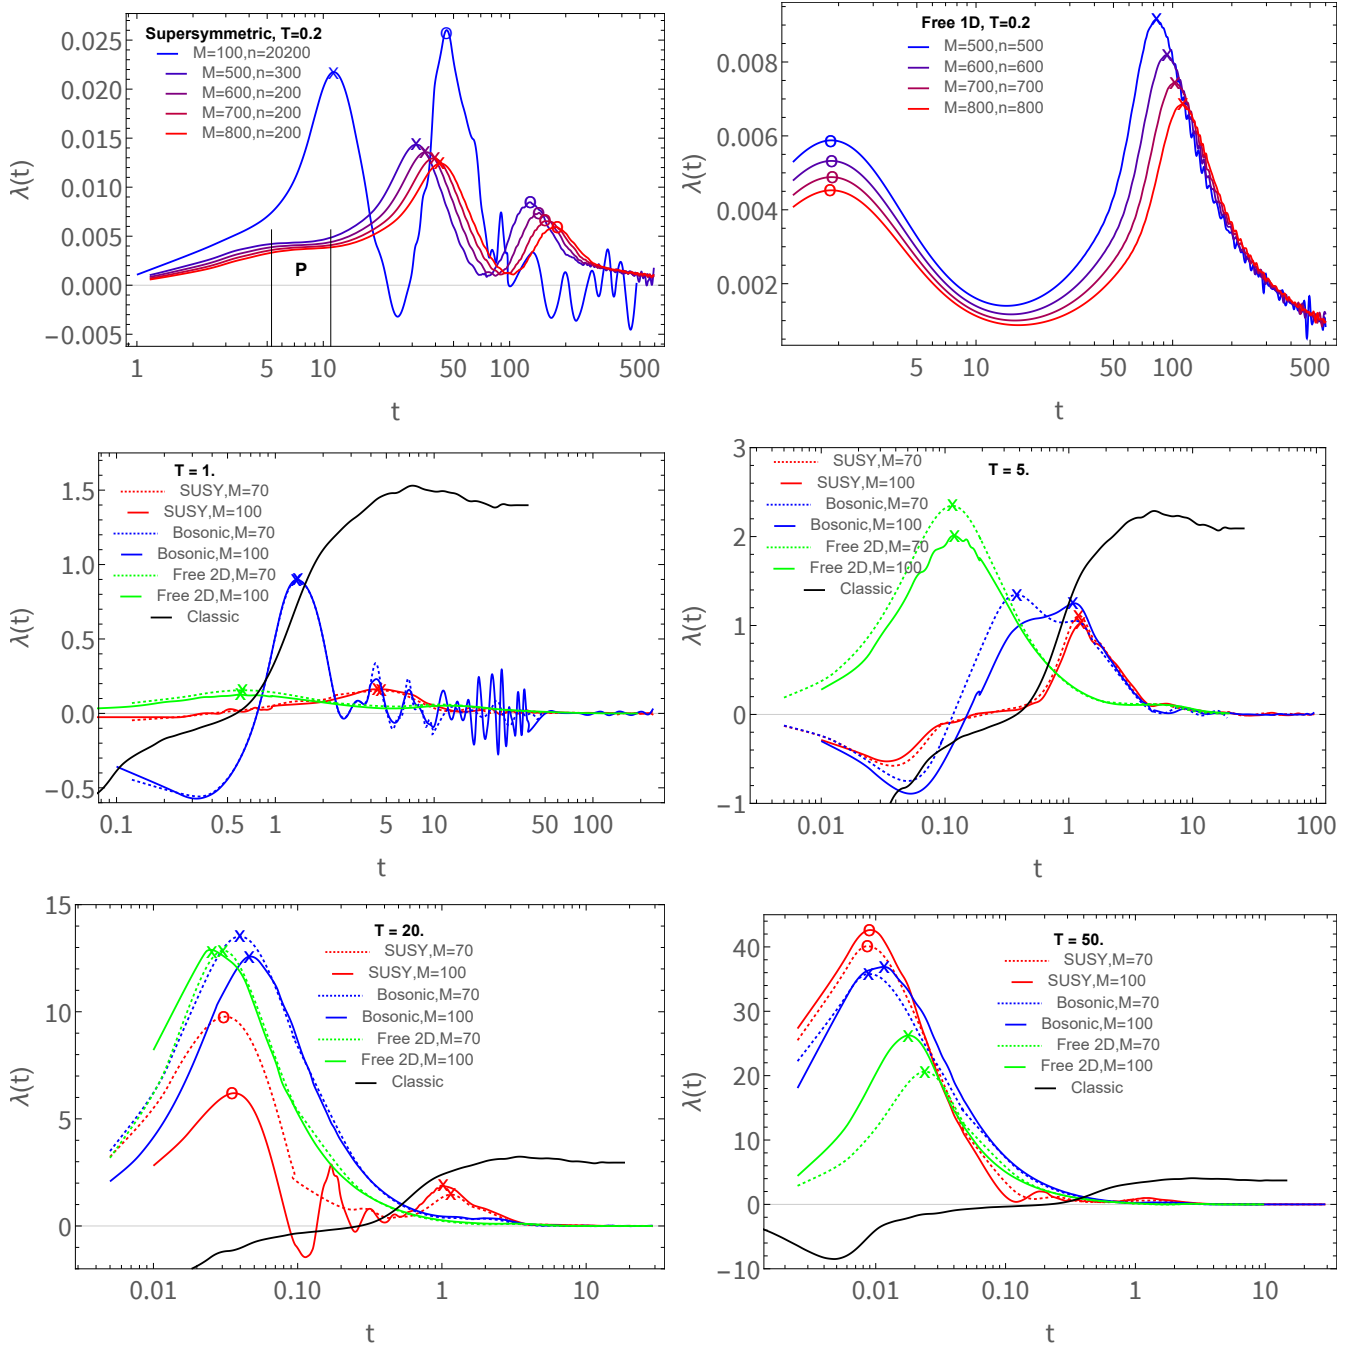 Supersymmetric, T=0.2
M=100,n=20200
M=500,n=300
M=600,n=200
M=700,n=200
M=800,n=200
0.025
0.020
0.015
0.010
0.005
0.000
−0.005
λ(t)
P
1 5 10 50 100 500
t
Free 1D, T=0.2
M=500,n=500
M=600,n=600
M=700,n=700
M=800,n=800
0.008
0.006
0.004
0.002
λ(t)
5 10 50 100 500
t
T = 1.
SUSY,M=70
SUSY,M=100
Bosonic,M=70
Bosonic,M=100
Free 2D,M=70
Free 2D,M=100
Classic
1.5
1.0
0.5
0.0
−0.5
λ(t)
0.1 0.5 1 5 10 50 100
t
T = 5.
SUSY,M=70
SUSY,M=100
Bosonic,M=70
Bosonic,M=100
Free 2D,M=70
Free 2D,M=100
Classic
3
2
1
0
−1
λ(t)
0.01 0.10 1 10 100
t
T = 20.
SUSY,M=70
SUSY,M=100
Bosonic,M=70
Bosonic,M=100
Free 2D,M=70
Free 2D,M=100
Classic
15
10
5
0
λ(t)
0.01 0.10 1 10
t
T = 50.
SUSY,M=70
SUSY,M=100
Bosonic,M=70
Bosonic,M=100
Free 2D,M=70
Free 2D,M=100
Classic
40
30
20
10
0
−10
λ(t)
0.01 0.10 1 10
t